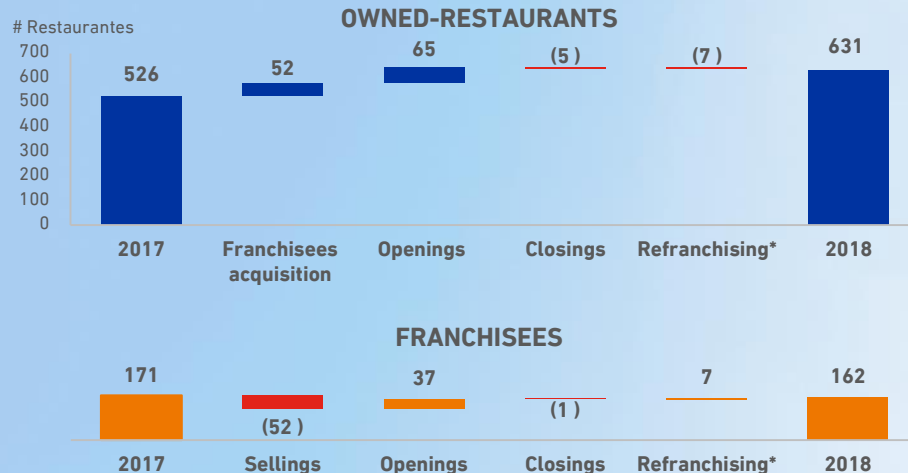 OWNED-RESTAURANTS
# Restaurantes
700
600
500
400
300
200
100
0
526
52
65
(5 )
(7 )
631
2017
Franchisees
acquisition
Openings
Closings
Refranchising*
2018
FRANCHISEES
171
(52 )
37
(1 )
7
162
2017
Sellings
Openings
Closings
Refranchising*
2018